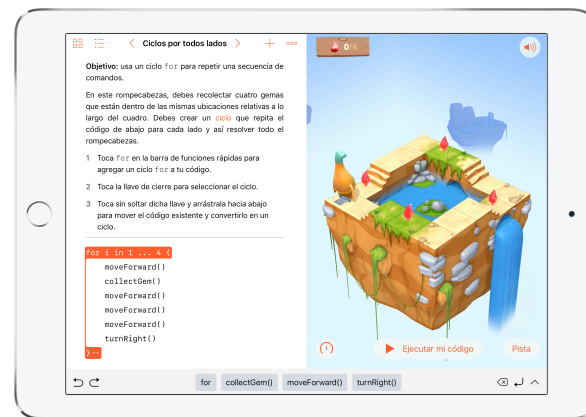 Ciclos por todos lados
0/4
Objetivo: usa un ciclo for para repetir una secuencia de
comandos.
En este rompecabezas, debes recolectar cuatro gemas
que están dentro de las mismas ubicaciones relativas a lo
largo del cuadro. Debes crear un ciclo que repita el
código de abajo para cada lado y así resolver todo el
rompecabezas.
1 Toca for en la barra de funciones rápidas para
agregar un ciclo for a tu código.
2 Toca la llave de cierre para seleccionar el ciclo.
3 Toca sin soltar dicha llave y arrástrala hacia abajo
para mover el código existente y convertirlo en un
ciclo.
for i in 1 ... 4 {
moveForward()
collectGem()
moveForward()
moveForward()
moveForward()
turnRight()
}
Ejecutar mi código
Pista
for collectGem() moveForward() turnRight()